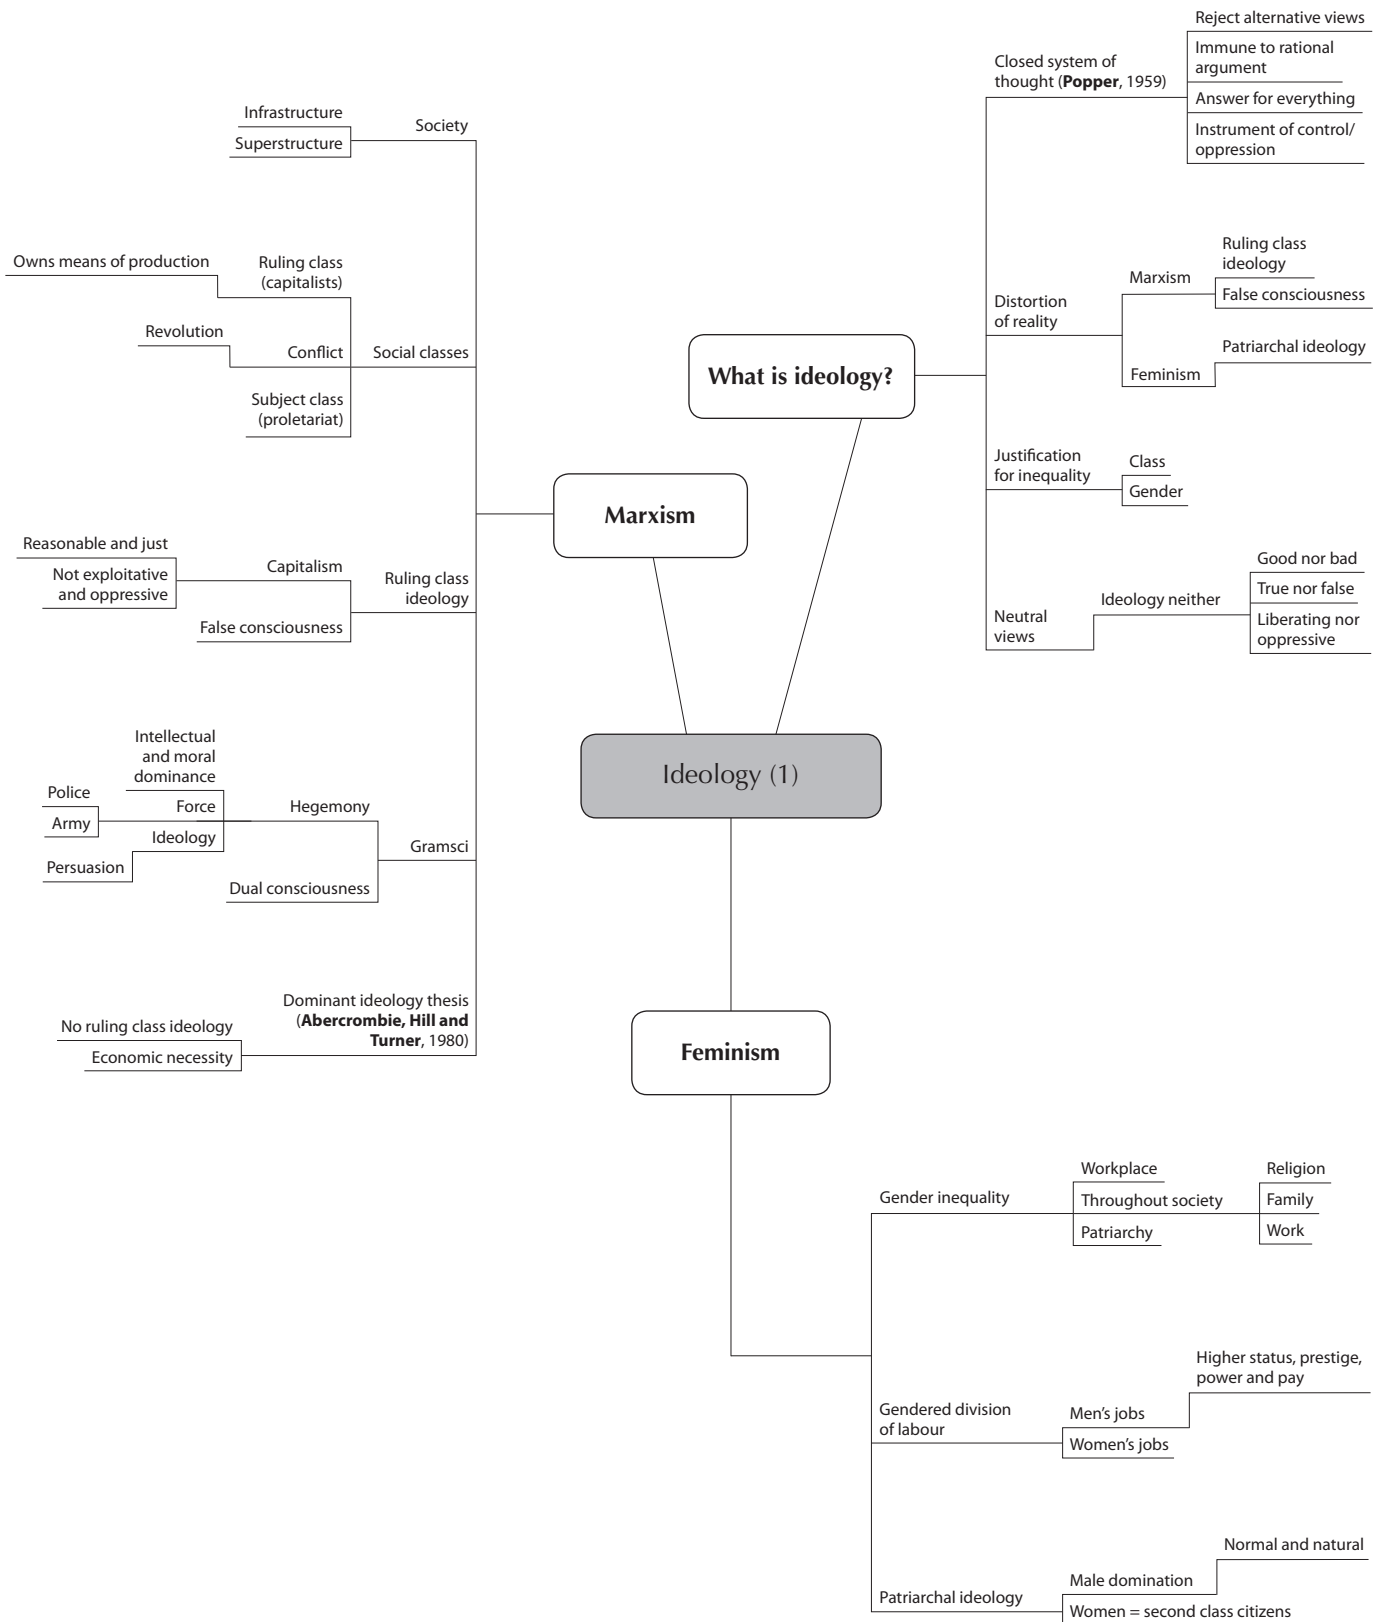 Ideology (1)
What is ideology?
Closed system of
thought (Popper, 1959)
Reject alternative views
Immune to rational
argument
Answer for everything
Instrument of control/
oppression
Distortion
of reality
Marxism
Ruling class
ideology
False consciousness
Feminism
Patriarchal ideology
Justification
for inequality
Class
Gender
Neutral
views
Ideology neither
Good nor bad
True nor false
Liberating nor
oppressive
Marxism
Society
Infrastructure
Superstructure
Social classes
Ruling class
(capitalists)
Owns means of production
Conflict
Revolution
Subject class
(proletariat)
Ruling class
ideology
Capitalism
Reasonable and just
Not exploitative
and oppressive
False consciousness
Gramsci
Hegemony
Intellectual
and moral
dominance
Force
Police
Army
Ideology
Persuasion
Dual consciousness
Dominant ideology thesis
(Abercrombie, Hill and
Turner, 1980)
No ruling class ideology
Economic necessity
Feminism
Gender inequality
Workplace
Throughout society
Religion
Family
Work
Patriarchy
Gendered division
of labour
Men's jobs
Higher status, prestige,
power and pay
Women's jobs
Patriarchal ideology
Male domination
Normal and natural
Women = second class citizens